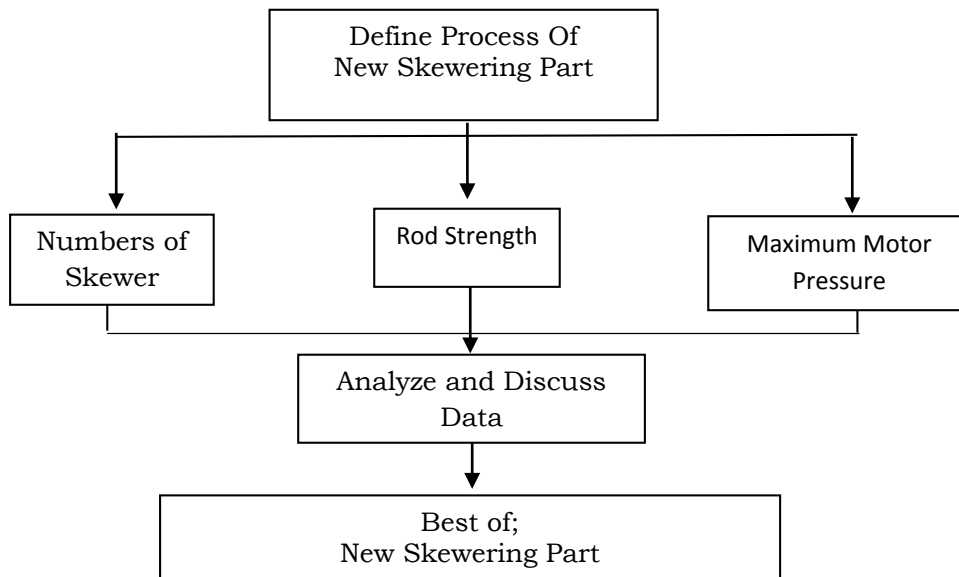 Define Process Of
New Skewering Part
Numbers of
Skewer
Rod Strength
Maximum Motor
Pressure
Analyze and Discuss
Data
Best of;
New Skewering Part